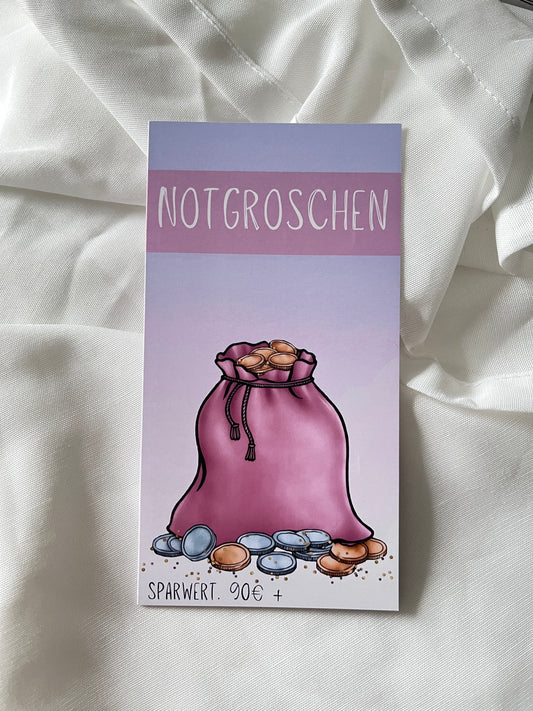 NOTGROSCHEN
SPARWERT. 90€ +